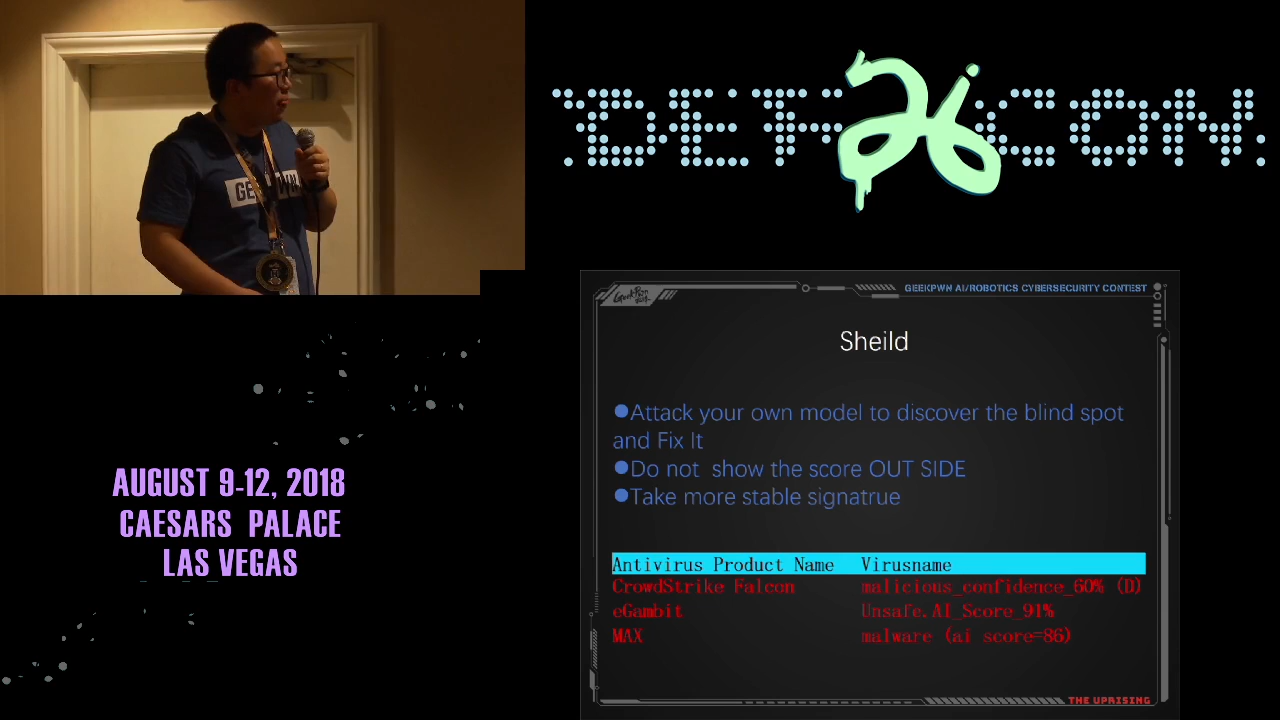 DEF 26 CON
GEEKPWN
GEEKPWN AI/ROBOTICS CYBERSECURITY CONTEST
Sheild
●Attack your own model to discover the blind spot
and Fix It
●Do not show the score OUT SIDE
●Take more stable signatrue
AUGUST 9-12, 2018
CAESARS PALACE
LAS VEGAS
Antivirus Product Name Virusname
CrowdStrike Falcon malicious_confidence_60% (D)
eGambit Unsafe.AI_Score_91%
MAX malware (ai score=86)
THE UPRISING